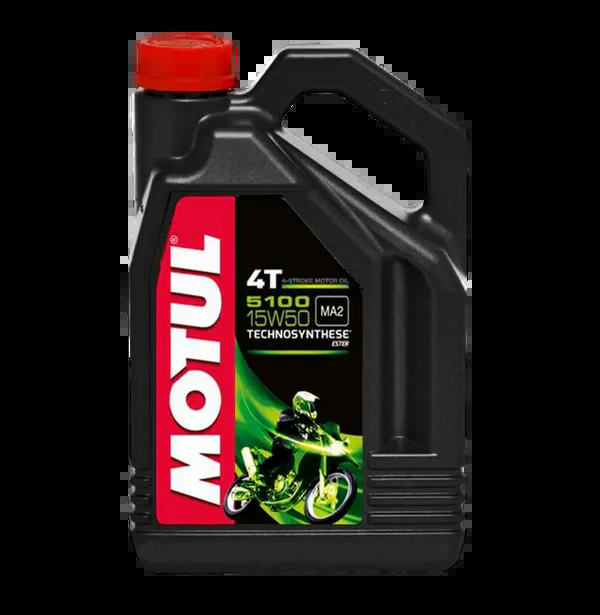 MOTUL®
4T 4-STROKE MOTOR OIL
5100
15W50 MA2
TECHNOSYNTHESE®
ESTER